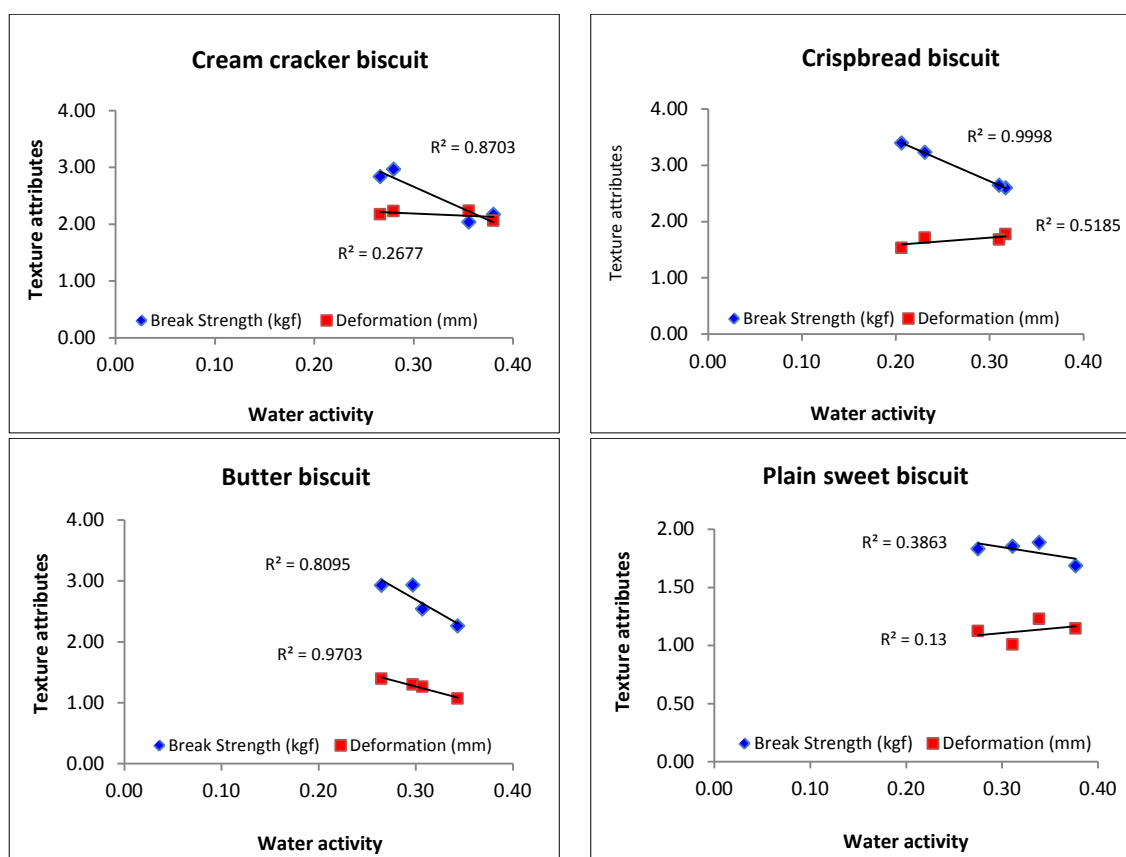 Cream cracker biscuit
4.00
3.00
2.00
1.00
0.00
Texture attributes
R² = 0.8703
R² = 0.2677
Break Strength (kgf) Deformation (mm)
0.00 0.10 0.20 0.30 0.40
Water activity
Crispbread biscuit
4.00
3.00
2.00
1.00
0.00
Texture attributes
R² = 0.9998
R² = 0.5185
Break Strength (kgf) Deformation (mm)
0.00 0.10 0.20 0.30 0.40
Water activity
Butter biscuit
4.00
3.00
2.00
1.00
0.00
Texture attributes
R² = 0.8095
R² = 0.9703
Break Strength (kgf) Deformation (mm)
0.00 0.10 0.20 0.30 0.40
Water activity
Plain sweet biscuit
2.00
1.50
1.00
0.50
0.00
Texture attributes
R² = 0.3863
R² = 0.13
Break Strength (kgf) Deformation (mm)
0.00 0.10 0.20 0.30 0.40
Water activity